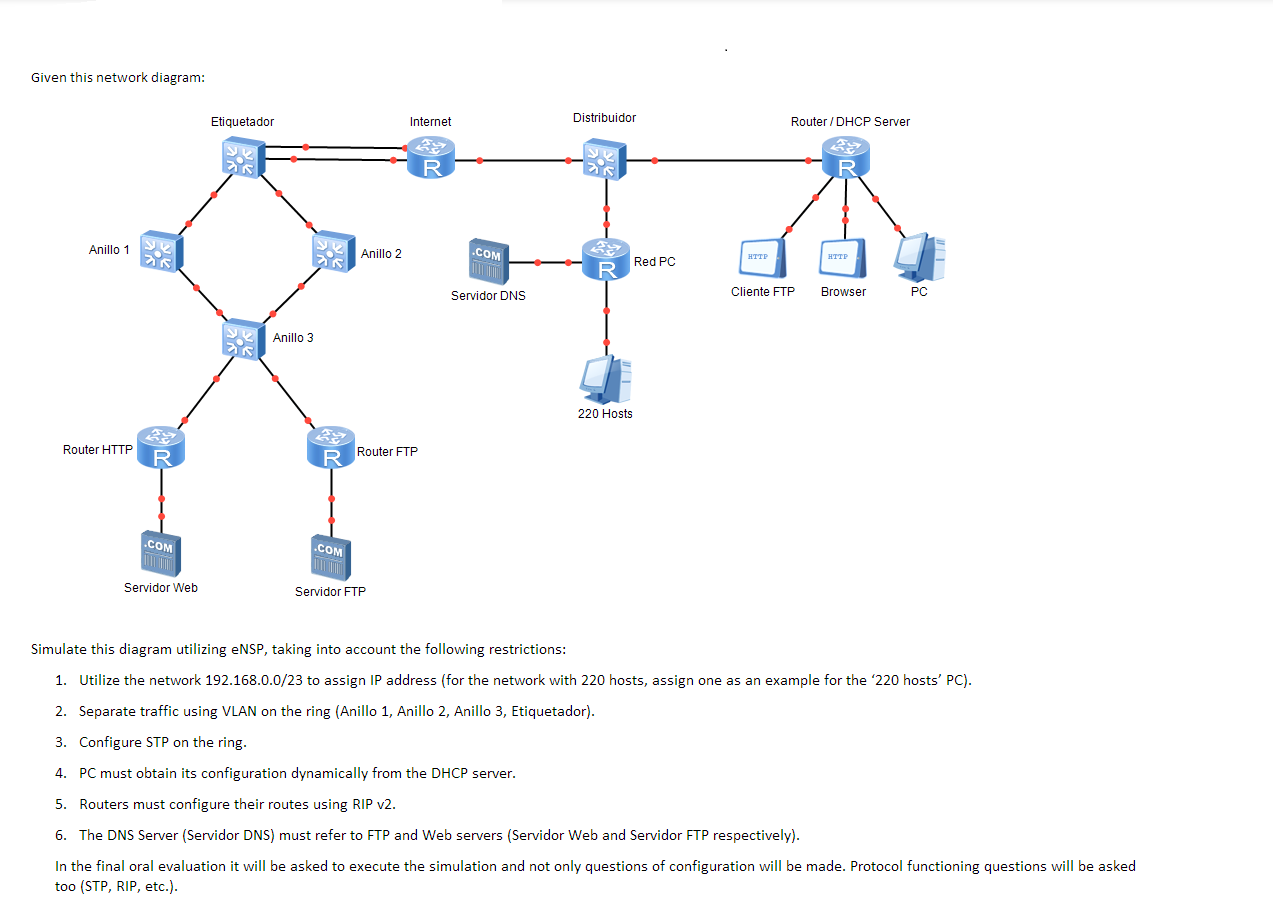 Given this network diagram:
Etiquetador
Internet
Distribuidor
Router / DHCP Server
R
R
Anillo 1
Anillo 2
.COM
R
Red PC
HTTP
HTTP
Servidor DNS
Cliente FTP
Browser
PC
Anillo 3
220 Hosts
Router HTTP
R
R
Router FTP
.COM
.COM
Servidor Web
Servidor FTP
Simulate this diagram utilizing eNSP, taking into account the following restrictions:
1. Utilize the network 192.168.0.0/23 to assign IP address (for the network with 220 hosts, assign one as an example for the ‘220 hosts’ PC).
2. Separate traffic using VLAN on the ring (Anillo 1, Anillo 2, Anillo 3, Etiquetador).
3. Configure STP on the ring.
4. PC must obtain its configuration dynamically from the DHCP server.
5. Routers must configure their routes using RIP v2.
6. The DNS Server (Servidor DNS) must refer to FTP and Web servers (Servidor Web and Servidor FTP respectively).
In the final oral evaluation it will be asked to execute the simulation and not only questions of configuration will be made. Protocol functioning questions will be asked
too (STP, RIP, etc.).